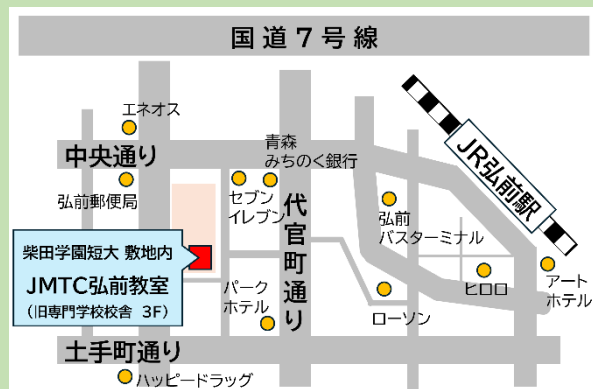 国道7号線
エネオス
中央通り
弘前郵便局
青森
みちのく銀行
セブン
イレブン
代官町通り
弘前
バスターミナル
JR弘前駅
柴田学園短大 敷地内
JMTC弘前教室
(旧専門学校校舎 3F)
パーク
ホテル
ローソン
ヒロロ
アート
ホテル
土手町通り
ハッピードラッグ